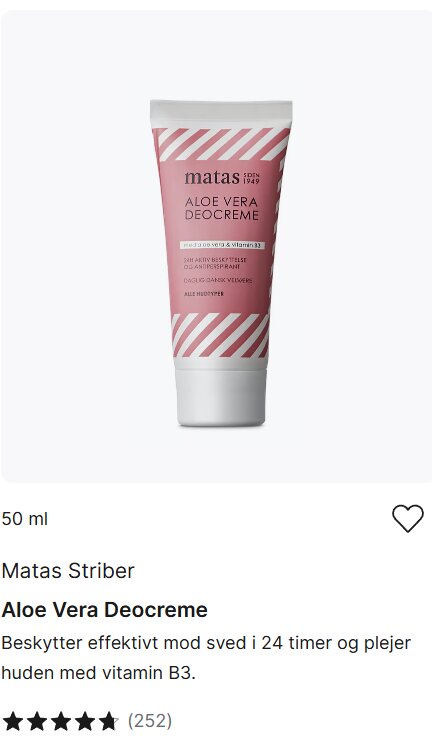 matas SIDEN
1949
ALOE VERA
DEOCREME
med aloe vera & vitamin B3
24H AKTIV BESKYTTELSE
OG ANTIPERSPIRANT
DAGLIG DANSK VELVÆRE
ALLE HUDTYPER
50 ml
Matas Striber
Aloe Vera Deocreme
Beskytter effektivt mod sved i 24 timer og plejer
huden med vitamin B3.
(252)